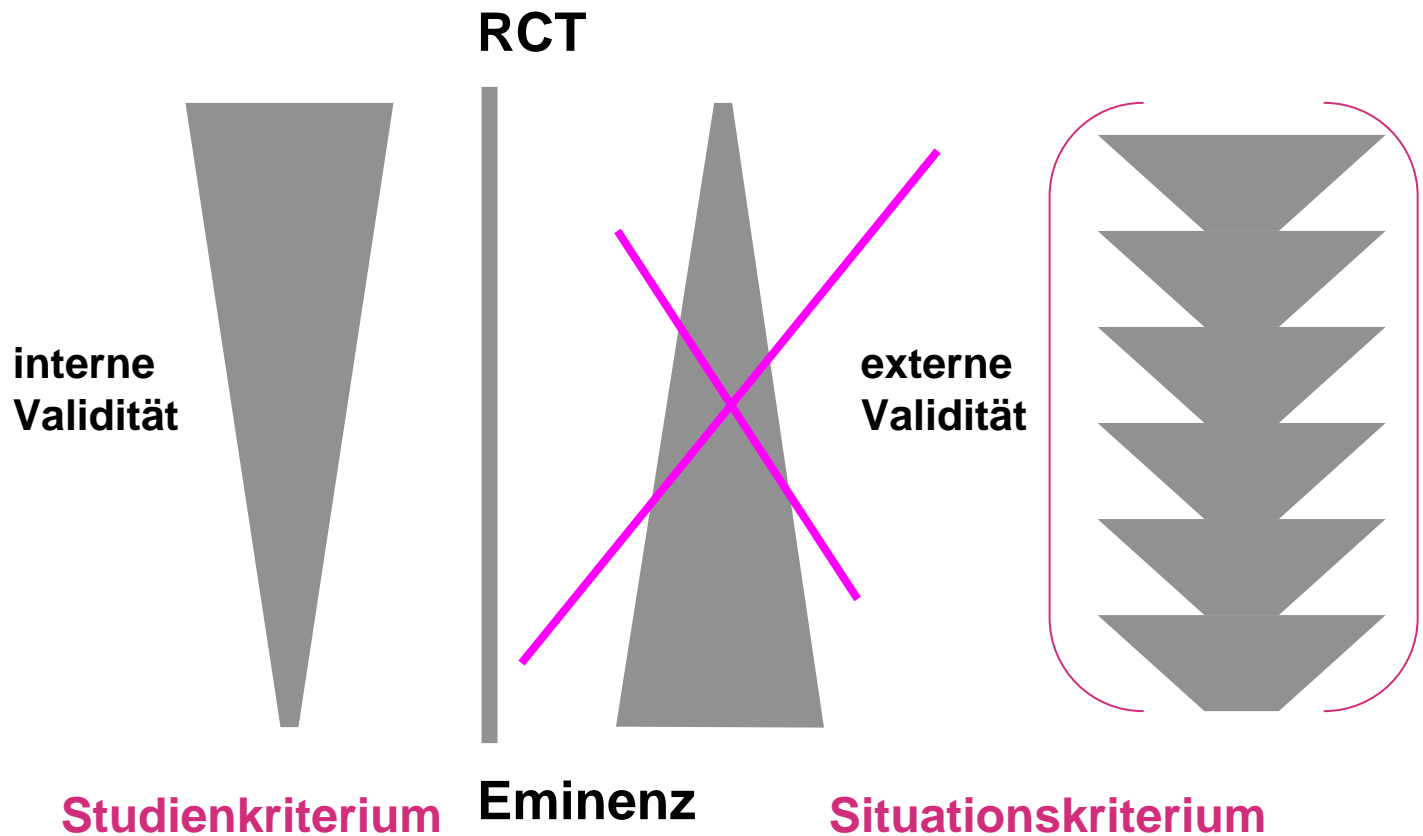 RCT
interne
Validität
externe
Validität
Studienkriterium
Eminenz
Situationskriterium